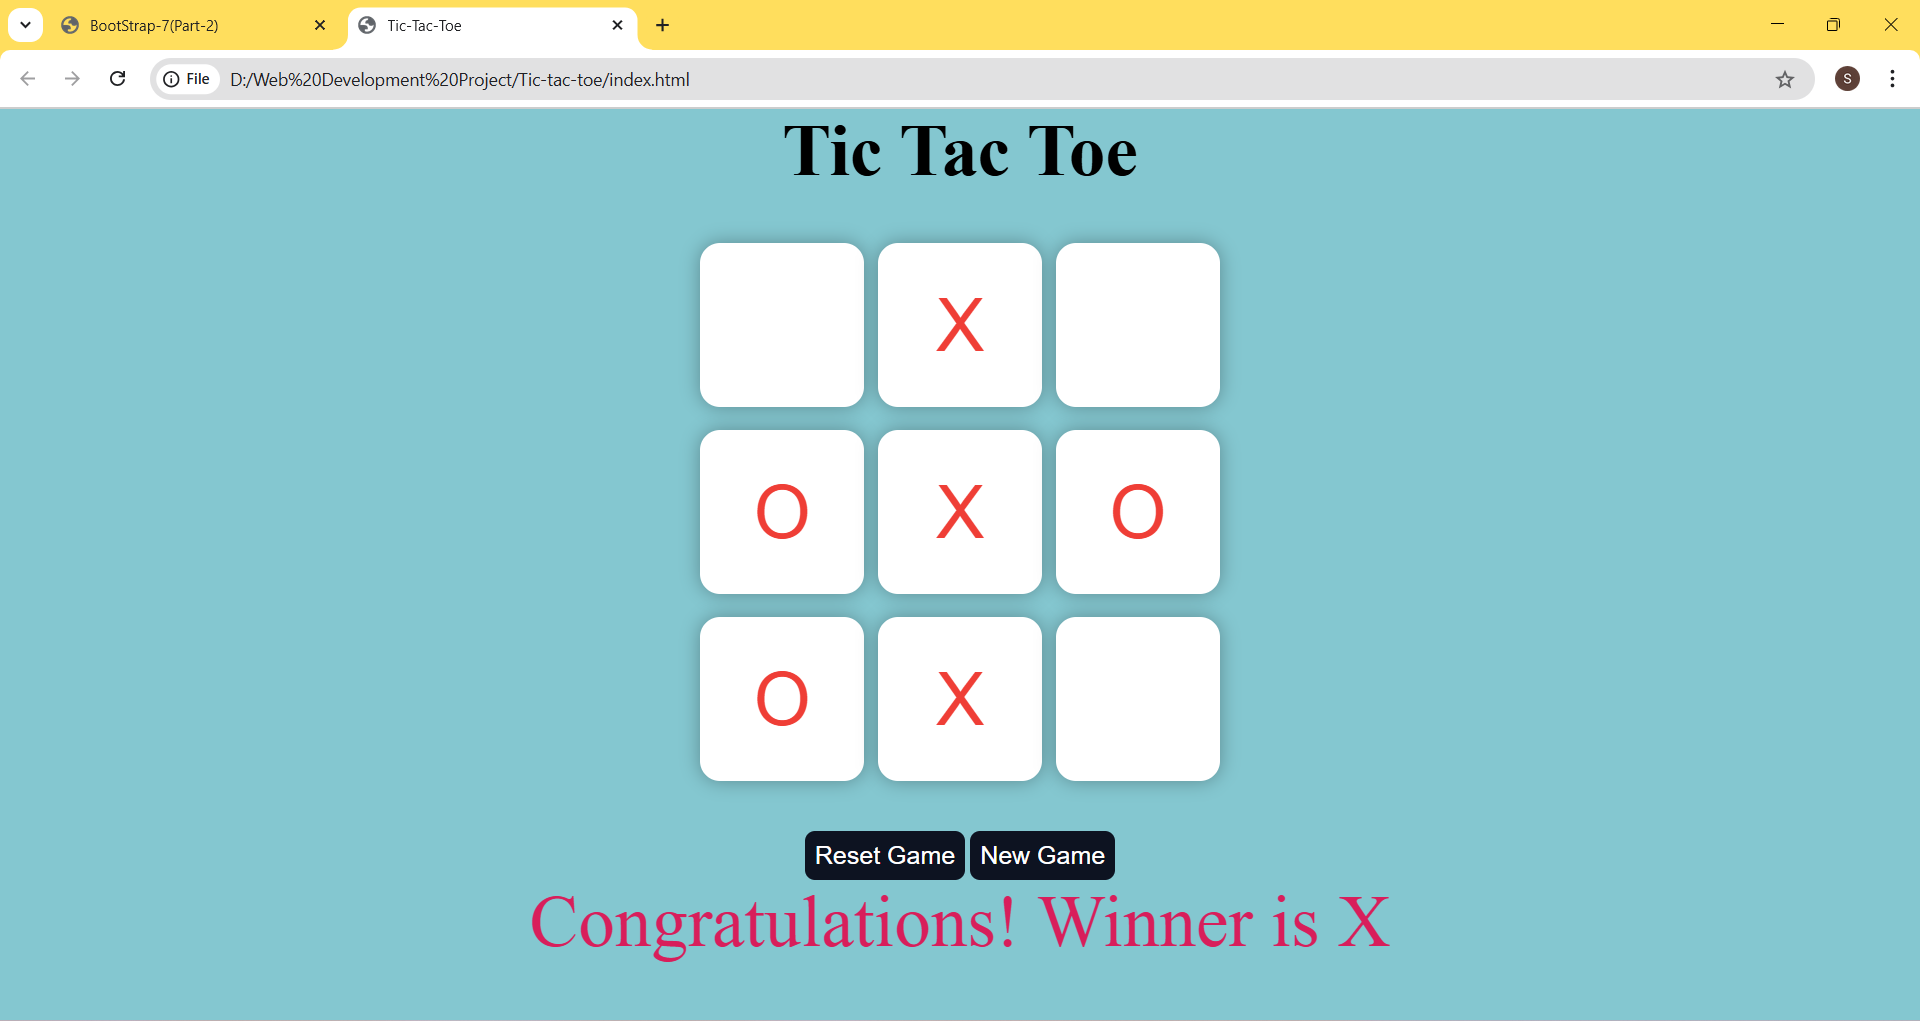 BootStrap-7(Part-2) Tic-Tac-Toe
File D:/Web%20Development%20Project/Tic-tac-toe/index.html S
Tic Tac Toe
X
O X O
O X
Reset Game New Game
Congratulations! Winner is X